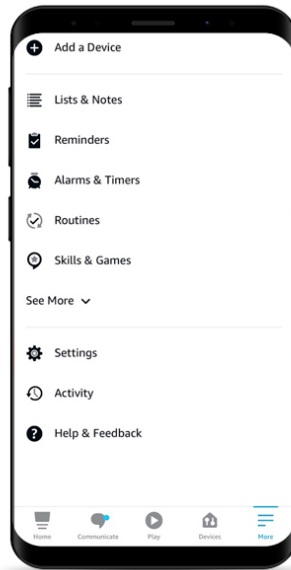 Add a Device
Lists & Notes
Reminders
Alarms & Timers
Routines
Skills & Games
See More
Settings
Activity
Help & Feedback
Home
Communicate
Play
Devices
More